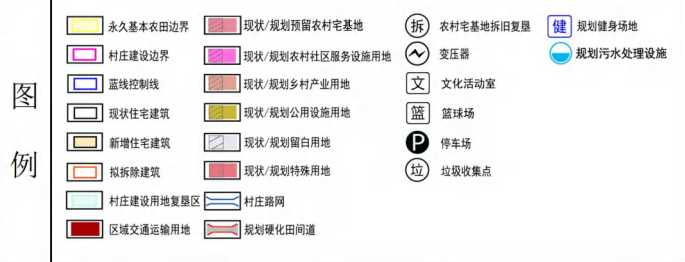 图例
永久基本农田边界
村庄建设边界
蓝线控制线
现状住宅建筑
新增住宅建筑
拟拆除建筑
村庄建设用地复垦区
区域交通运输用地
现状/规划预留农村宅基地
现状/规划农村社区服务设施用地
现状/规划乡村产业用地
现状/规划公用设施用地
现状/规划留白用地
现状/规划特殊用地
村庄路网
规划硬化田间道
拆 农村宅基地拆旧复垦
变压器
文 文化活动室
篮 篮球场
P 停车场
垃 垃圾收集点
健 规划健身场地
规划污水处理设施